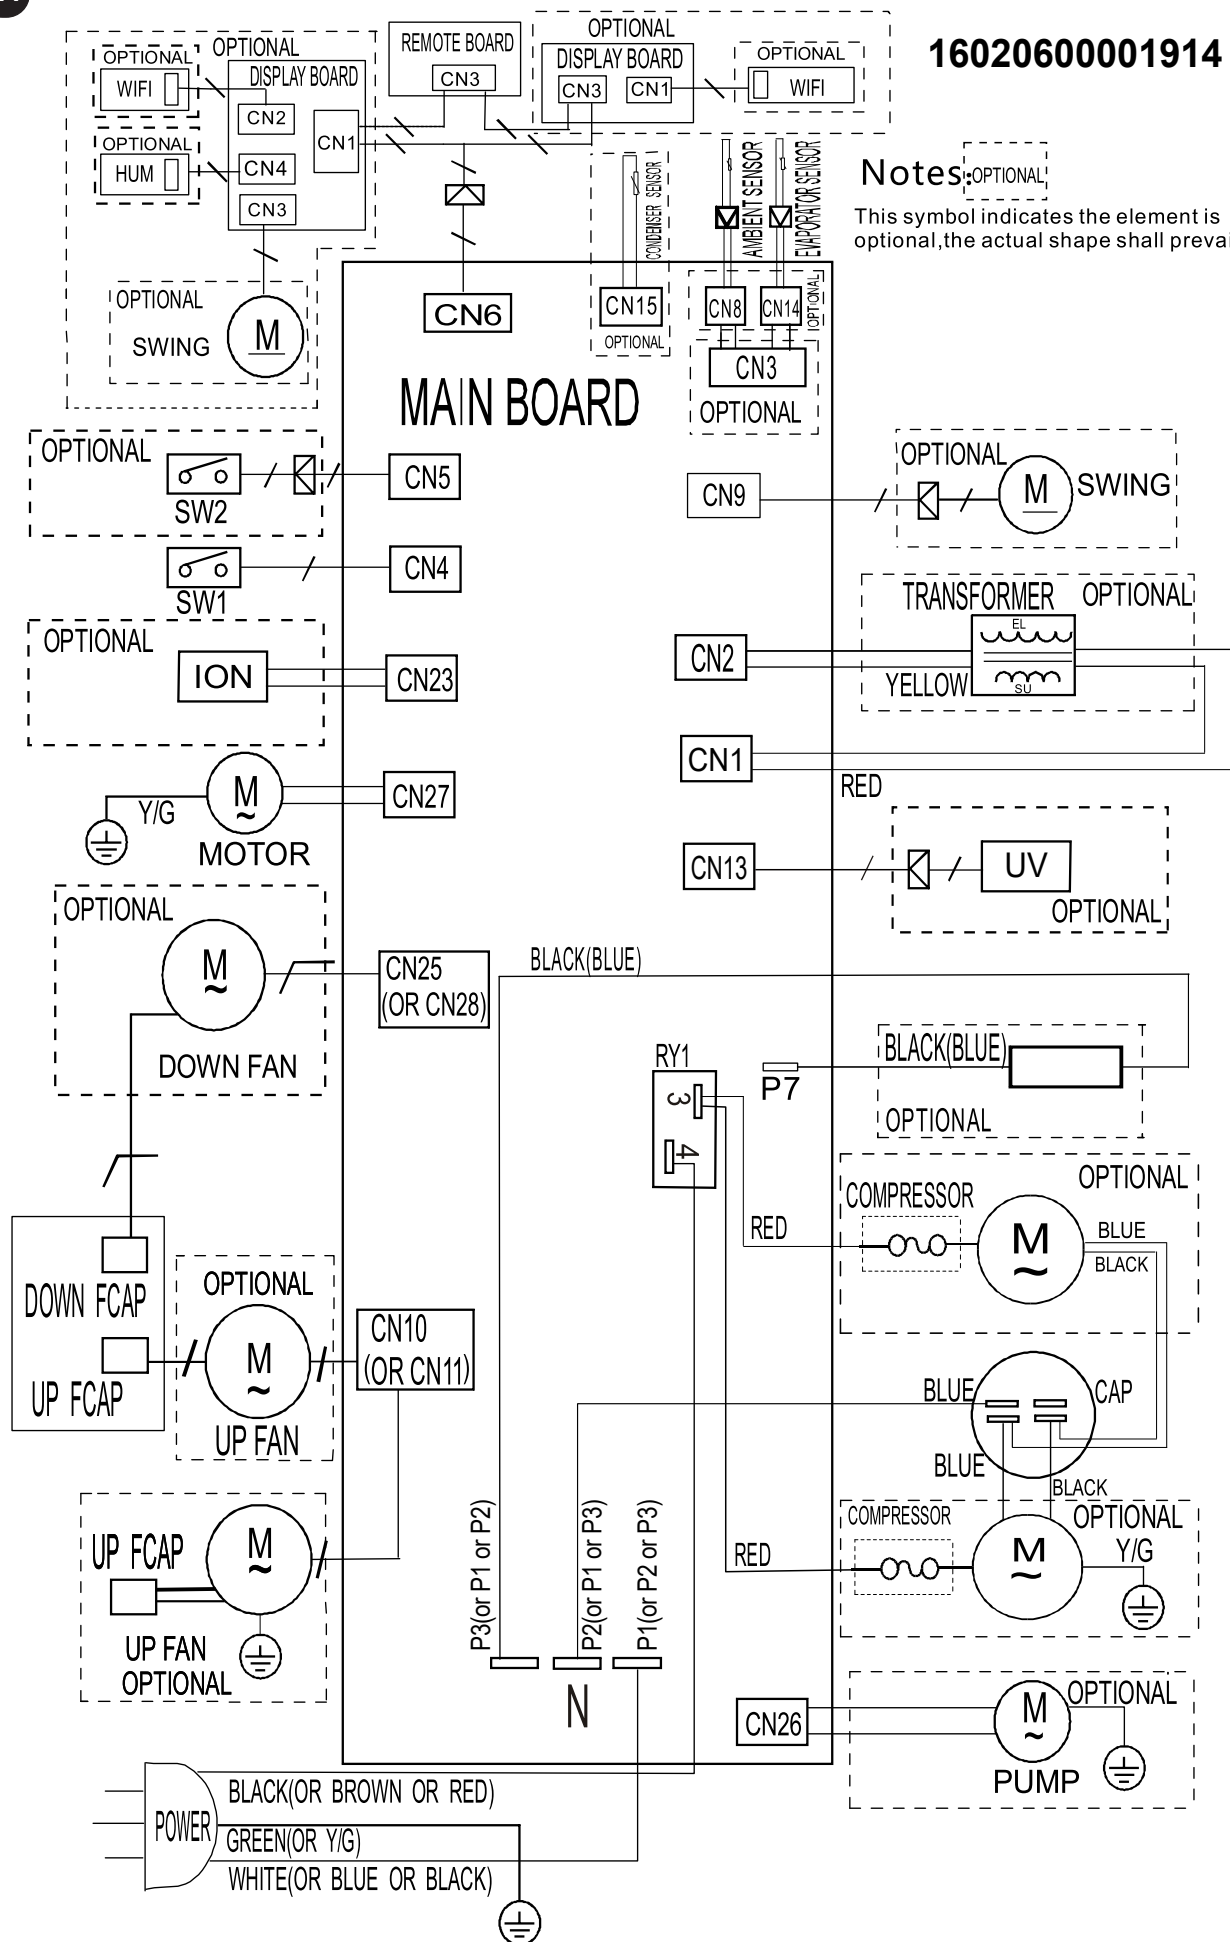 16020600001914
OPTIONAL
OPTIONAL
WIFI
DISPLAY BOARD
CN2
CN1
OPTIONAL
HUM
CN4
CN3
OPTIONAL
SWING
M
REMOTE BOARD
CN3
OPTIONAL
DISPLAY BOARD
CN3
CN1
OPTIONAL
WIFI
Notes:
OPTIONAL
This symbol indicates the element is
optional,the actual shape shall prevai
CONDENSER SENSOR
AMBIENT SENSOR
EVAPORATOR SENSOR
CN6
CN15
OPTIONAL
CN8
CN14
OPTIONAL
CN3
OPTIONAL
MAIN BOARD
OPTIONAL
SW2
CN5
SW1
CN4
OPTIONAL
ION
CN23
Y/G
M
~
MOTOR
CN27
OPTIONAL
M
~
DOWN FAN
CN25
(OR CN28)
DOWN FCAP
UP FCAP
OPTIONAL
M
~
UP FAN
CN10
(OR CN11)
UP FCAP
M
~
UP FAN
OPTIONAL
CN9
OPTIONAL
M
SWING
CN2
TRANSFORMER
OPTIONAL
EL
SU
YELLOW
CN1
RED
CN13
UV
OPTIONAL
BLACK(BLUE)
RY1
3
4
P7
BLACK(BLUE)
OPTIONAL
RED
COMPRESSOR
OPTIONAL
M
~
BLUE
BLACK
BLUE
CAP
BLUE
BLACK
RED
COMPRESSOR
OPTIONAL
M
~
Y/G
P3(or P1 or P2)
P2(or P1 or P3)
P1(or P2 or P3)
N
CN26
OPTIONAL
M
~
PUMP
POWER
BLACK(OR BROWN OR RED)
GREEN(OR Y/G)
WHITE(OR BLUE OR BLACK)